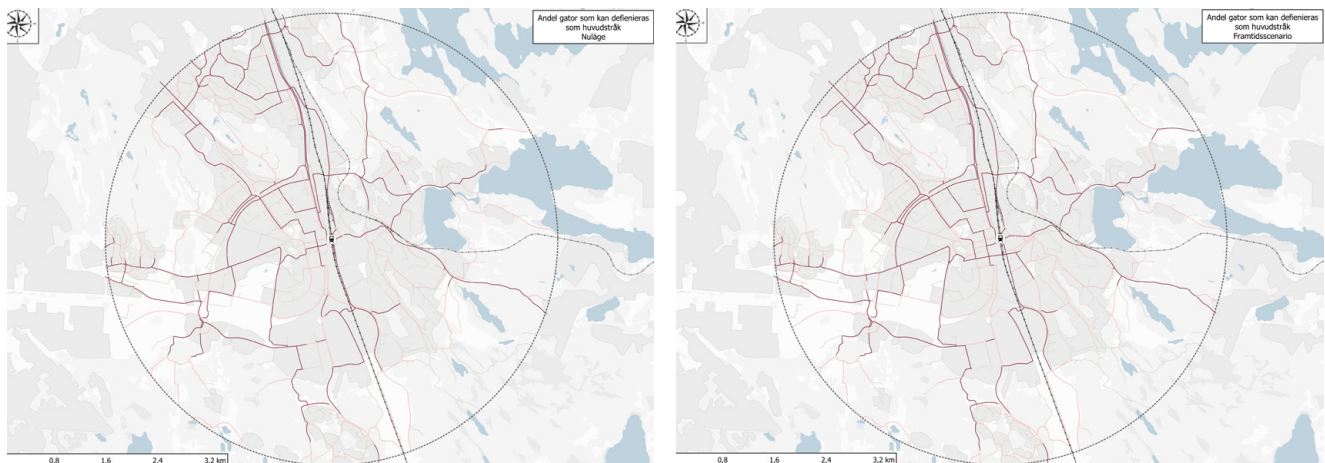 Andel gator som kan defienieras
som huvudstråk
Nuläge
0,8 1,6 2,4 3,2 km
Andel gator som kan defienieras
som huvudstråk
Framtidsscenario
0,8 1,6 2,4 3,2 km